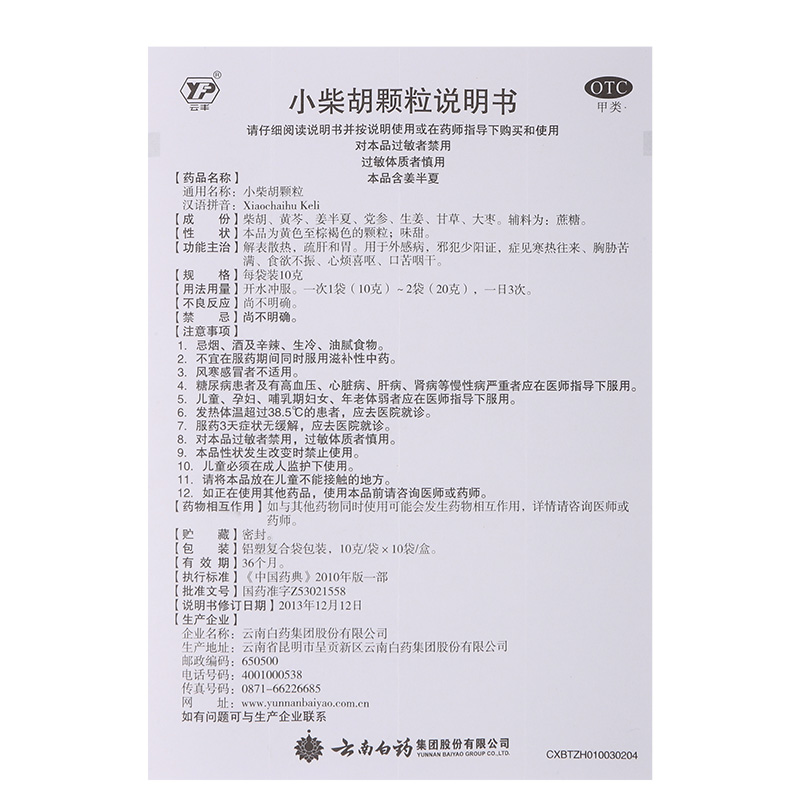 YF
®
云丰
OTC
甲类
小柴胡颗粒说明书
请仔细阅读说明书并按说明使用或在药师指导下购买和使用
对本品过敏者禁用
过敏体质者慎用
本品含姜半夏
【药品名称】
通用名称：小柴胡颗粒
汉语拼音：Xiaochaihu Keli
【成 份】柴胡、黄芩、姜半夏、党参、生姜、甘草、大枣。辅料为：蔗糖。
【性 状】本品为黄色至棕褐色的颗粒；味甜。
【功能主治】解表散热，疏肝和胃。用于外感病，邪犯少阳证，症见寒热往来、胸胁苦
满、食欲不振、心烦喜呕、口苦咽干。
【规 格】每袋装10克
【用法用量】开水冲服。一次1袋（10克）~2袋（20克），一日3次。
【不良反应】尚不明确。
【禁 忌】尚不明确。
【注意事项】
1. 忌烟、酒及辛辣、生冷、油腻食物。
2. 不宜在服药期间同时服用滋补性中药。
3. 风寒感冒者不适用。
4. 糖尿病患者及有高血压、心脏病、肝病、肾病等慢性病严重者应在医师指导下服用。
5. 儿童、孕妇、哺乳期妇女、年老体弱者应在医师指导下服用。
6. 发热体温超过38.5℃的患者，应去医院就诊。
7. 服药3天症状无缓解，应去医院就诊。
8. 对本品过敏者禁用，过敏体质者慎用。
9. 本品性状发生改变时禁止使用。
10. 儿童必须在成人监护下使用。
11. 请将本品放在儿童不能接触的地方。
12. 如正在使用其他药品，使用本品前请咨询医师或药师。
【药物相互作用】如与其他药物同时使用可能会发生药物相互作用，详情请咨询医师或
药师。
【贮 藏】密封。
【包 装】铝塑复合袋包装，10克/袋×10袋/盒。
【有 效 期】36个月。
【执行标准】《中国药典》2010年版一部
【批准文号】国药准字Z53021558
【说明书修订日期】2013年12月12日
【生产企业】
企业名称：云南白药集团股份有限公司
生产地址：云南省昆明市呈贡新区云南白药集团股份有限公司
邮政编码：650500
电话号码：4001000538
传真号码：0871-66226685
网 址：www.yunnanbaiyao.com.cn
如有问题可与生产企业联系
云南白药 集团股份有限公司
YUNNAN BAIYAO GROUP CO.,LTD.
CXBTZH010030204